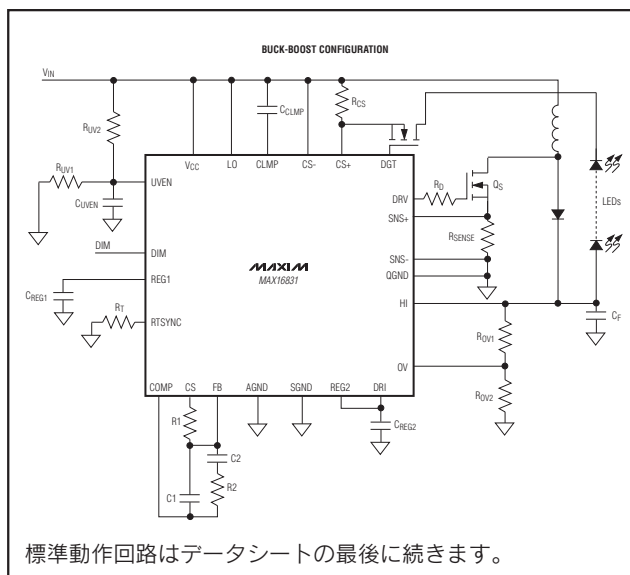 BUCK-BOOST CONFIGURATION
VIN
RUV2
RUV1
CUVEN
CCLMP
RCS
VCC
LO
CLMP
CS-
CS+
DGT
UVEN
DIM
DIM
REG1
CREG1
RT
RTSYNC
MAXIM
MAX16831
DRV
RD
QS
SNS+
RSENSE
SNS-
QGND
HI
LEDs
CF
ROV1
OV
ROV2
COMP
CS
FB
AGND
SGND
REG2
DRI
R1
C2
C1
R2
CREG2
標準動作回路はデータシートの最後に続きます。